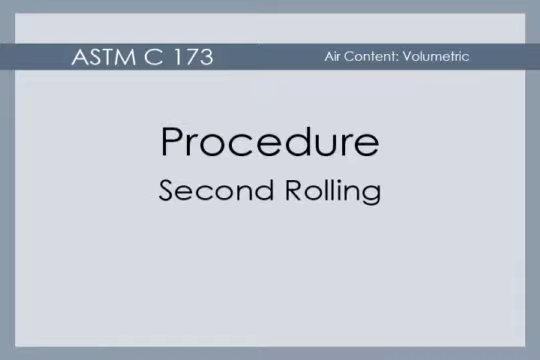 ASTM C 173
Air Content: Volumetric
Procedure
Second Rolling